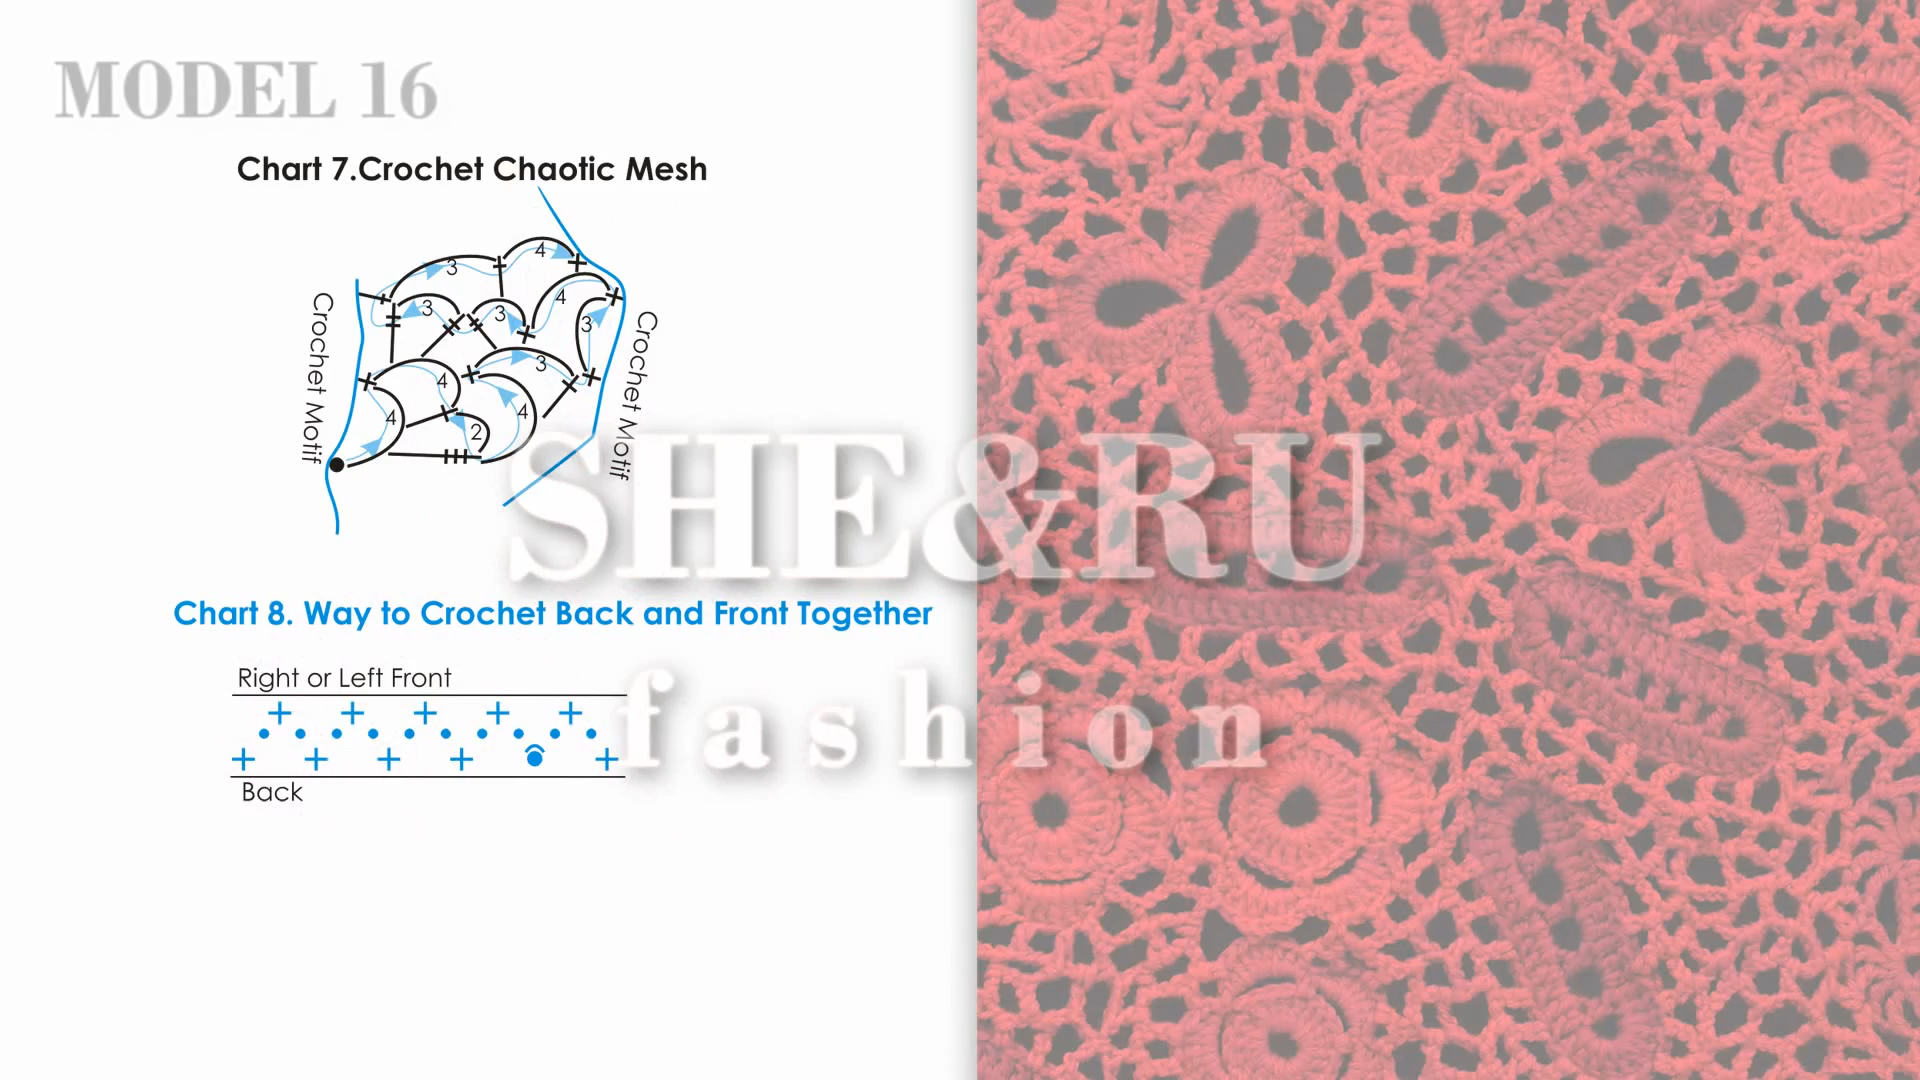 MODEL 16
Chart 7.Crochet Chaotic Mesh
4
3
4
3
3
3
Crochet Motif
Crochet Motif
3
4
4
4
2
SHE&RU
Chart 8. Way to Crochet Back and Front Together
Right or Left Front
fashion
Back